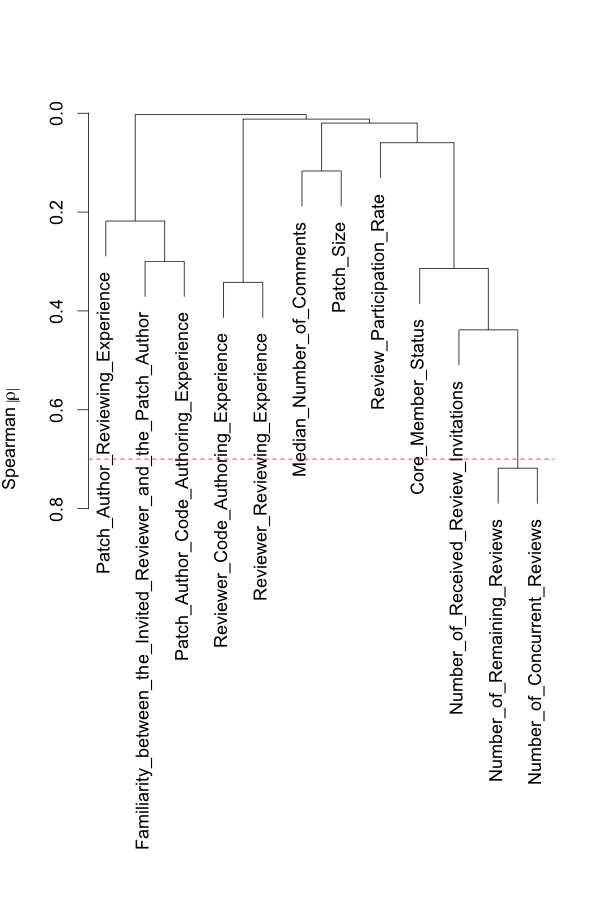 Spearman |ρ|
0.0
0.2
0.4
0.6
0.8
Patch_Author_Reviewing_Experience
Familiarity_between_the_Invited_Reviewer_and_the_Patch_Author
Patch_Author_Code_Authoring_Experience
Reviewer_Code_Authoring_Experience
Reviewer_Reviewing_Experience
Median_Number_of_Comments
Patch_Size
Review_Participation_Rate
Core_Member_Status
Number_of_Received_Review_Invitations
Number_of_Remaining_Reviews
Number_of_Concurrent_Reviews